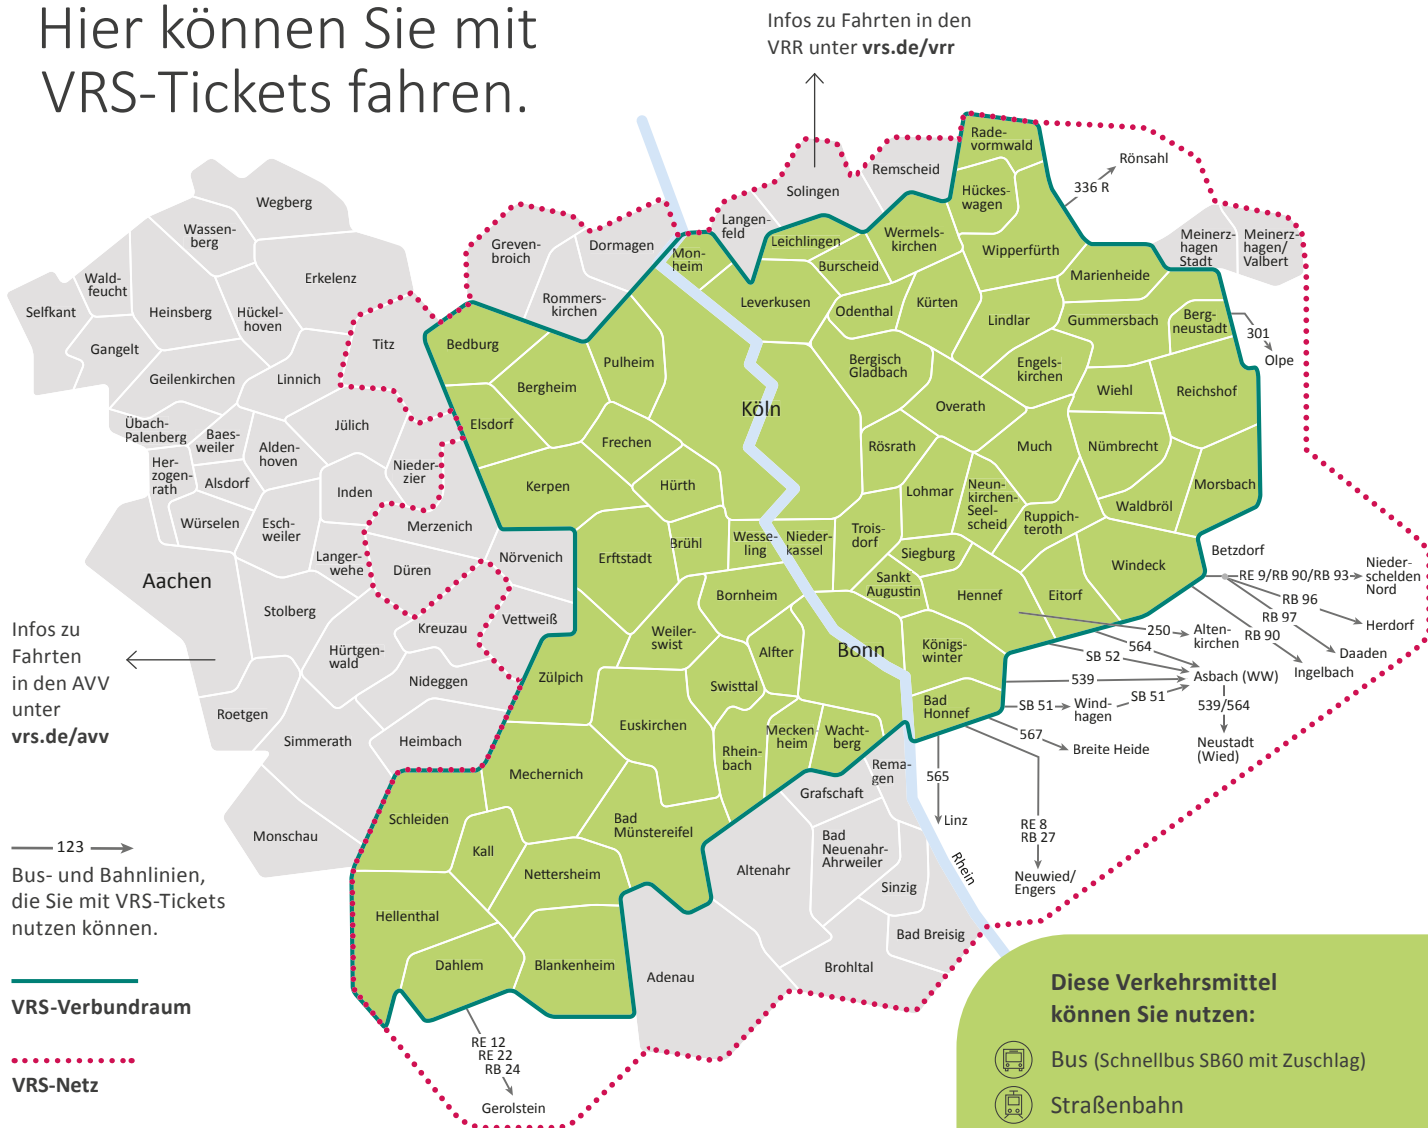 Hier können Sie mit
VRS-Tickets fahren.
Infos zu Fahrten in den
VRR unter vrs.de/vrr
Rade-
vormwald
Rönsahl
336 R
Remscheid
Solingen
Hückes-
wagen
Wegberg
Wassen-
berg
Langen-
feld
Greven-
broich
Dormagen
Mon-
heim
Leichlingen
Wermels-
kirchen
Wipperfürth
Meinerz-
hagen
Stadt
Meinerz-
hagen/
Valbert
Erkelenz
Wald-
feucht
Burscheid
Marienheide
Selfkant
Heinsberg
Hückel-
hoven
Rommers-
kirchen
Leverkusen
Odenthal
Kürten
Lindlar
Gummersbach
Berg-
neustadt
301
Olpe
Gangelt
Titz
Bedburg
Pulheim
Bergisch
Gladbach
Engels-
kirchen
Geilenkirchen
Linnich
Bergheim
Wiehl
Reichshof
Köln
Overath
Übach-
Palenberg
Baes-
weiler
Alden-
hoven
Jülich
Elsdorf
Frechen
Rösrath
Much
Nümbrecht
Her-
zogen-
rath
Alsdorf
Nieder-
zier
Inden
Kerpen
Hürth
Lohmar
Neun-
kirchen-
Seel-
scheid
Morsbach
Waldbröl
Würselen
Esch-
weiler
Merzenich
Ruppich-
teroth
Langer-
wehe
Düren
Nörvenich
Erftstadt
Brühl
Wesse-
ling
Nieder-
kassel
Trois-
dorf
Siegburg
Windeck
Betzdorf
RE 9/RB 90/RB 93
Nieder-
schelden
Nord
Aachen
Sankt
Augustin
Hennef
Eitorf
RB 96
Herdorf
RB 97
Daaden
RB 90
Ingelbach
Stolberg
Vettweiß
Bornheim
Kreuzau
Infos zu
Fahrten
in den AVV
unter
vrs.de/avv
Hürtgen-
wald
Weiler-
swist
Alfter
Bonn
Königs-
winter
250
Alten-
kirchen
564
SB 52
Asbach (WW)
539
Nideggen
Zülpich
Swisttal
Bad
Honnef
SB 51
Wind-
hagen
SB 51
539/564
Neustadt
(Wied)
567
Breite Heide
Roetgen
Simmerath
Heimbach
Euskirchen
Rhein-
bach
Mecken-
heim
Wacht-
berg
Mechernich
Rema-
gen
565
Linz
Grafschaft
RE 8
RB 27
Neuwied/
Engers
Monschau
Schleiden
Bad
Münstereifel
Bad
Neuenahr-
Ahrweiler
Rhein
123
Bus- und Bahnlinien,
die Sie mit VRS-Tickets
nutzen können.
Kall
Nettersheim
Altenahr
Sinzig
Hellenthal
Bad Breisig
Dahlem
Blankenheim
Adenau
Brohltal
VRS-Verbundraum
VRS-Netz
RE 12
RE 22
RB 24
Gerolstein
Diese Verkehrsmittel
können Sie nutzen:
Bus (Schnellbus SB60 mit Zuschlag)
Straßenbahn